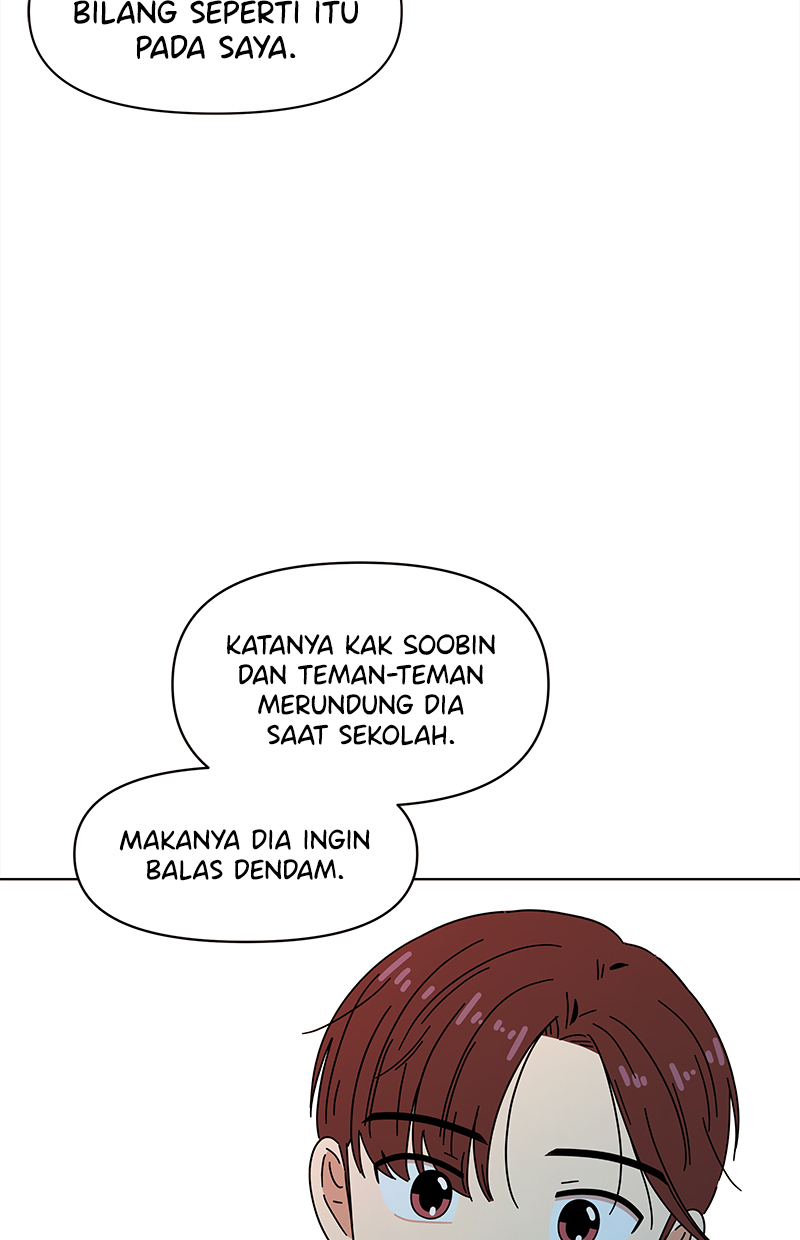 BILANG SEPERTI ITU
PADA SAYA.
KATANYA KAK SOOBIN
DAN TEMAN-TEMAN
MERUNDUNG DIA
SAAT SEKOLAH.
MAKANYA DIA INGIN
BALAS DENDAM.